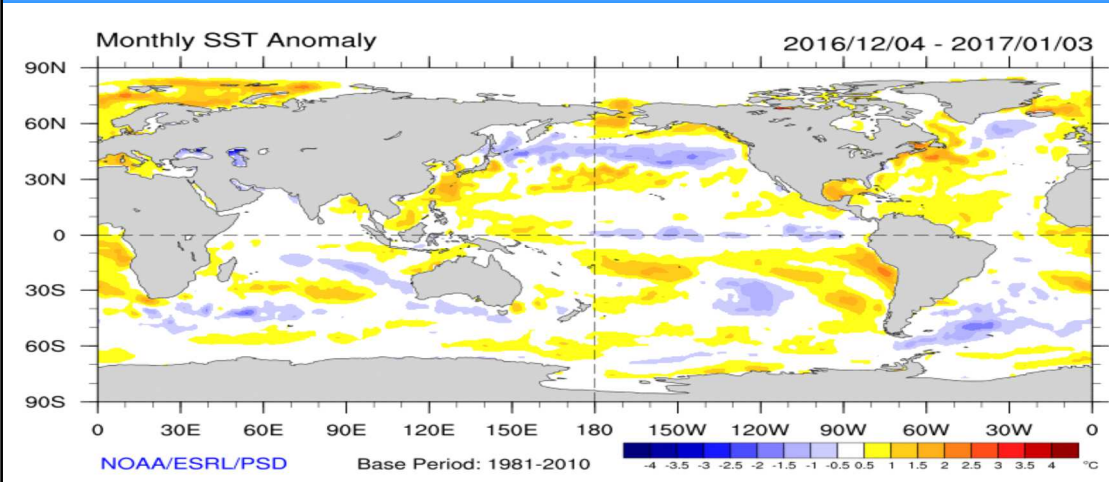 Monthly SST Anomaly 2016/12/04 - 2017/01/03
90N
60N
30N
0
30S
60S
90S
0 30E 60E 90E 120E 150E 180 150W 120W 90W 60W 30W 0
NOAA/ESRL/PSD Base Period: 1981-2010
-4 -3.5 -3 -2.5 -2 -1.5 -1 -0.5 0.5 1 1.5 2 2.5 3 3.5 4 °C